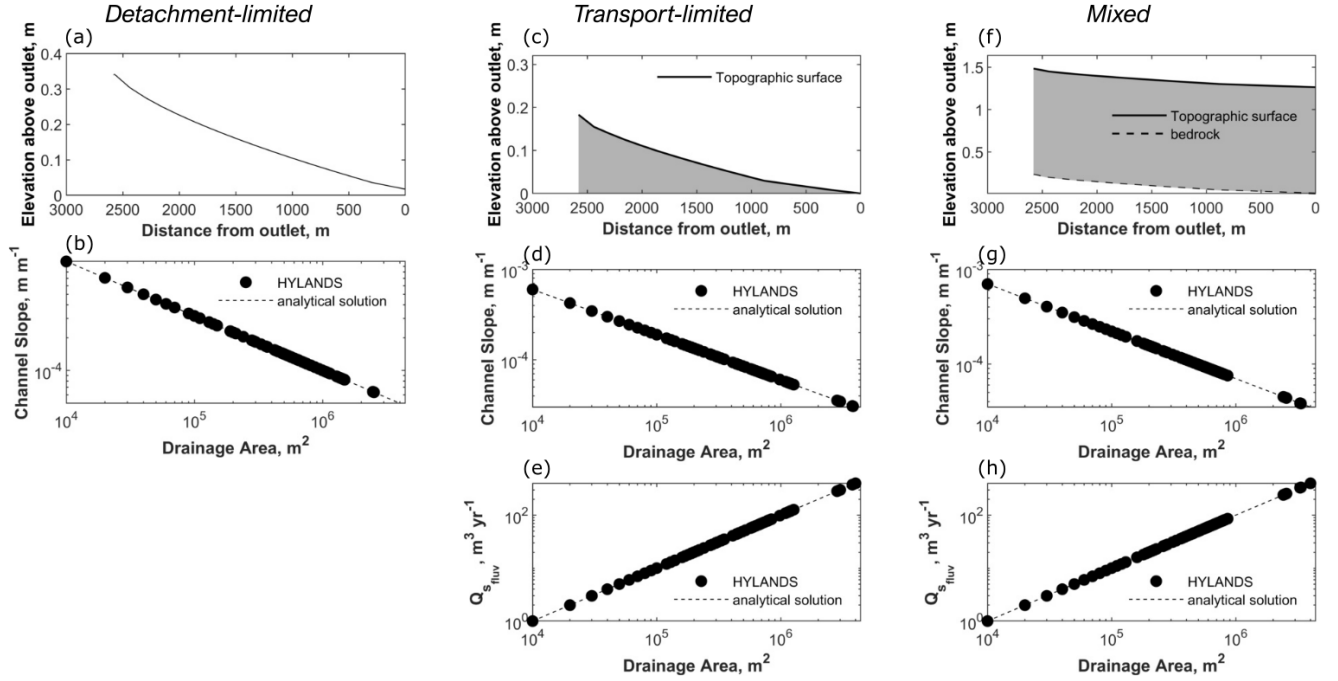 Detachment-limited
Transport-limited
Mixed
(a)
Elevation above outlet, m
0.4
0.3
0.2
0.1
0
3000 2500 2000 1500 1000 500 0
Distance from outlet, m
(b)
Channel Slope, m m-1
10-4
HYLANDS
analytical solution
10⁴ 10⁵ 10⁶
Drainage Area, m²
(c)
Elevation above outlet, m
0.3
0.2
0.1
0
Topographic surface
3000 2500 2000 1500 1000 500 0
Distance from outlet, m
(d)
Channel Slope, m m-1
10-3
10-4
HYLANDS
analytical solution
10⁴ 10⁵ 10⁶
Drainage Area, m²
(e)
Qsfluv, m³ yr-1
10²
10⁰
HYLANDS
analytical solution
10⁴ 10⁵ 10⁶
Drainage Area, m²
(f)
Elevation above outlet, m
1.5
1
0.5
0
Topographic surface
bedrock
3000 2500 2000 1500 1000 500 0
Distance from outlet, m
(g)
Channel Slope, m m-1
10-3
10-4
HYLANDS
analytical solution
10⁴ 10⁵ 10⁶
Drainage Area, m²
(h)
Qsfluv, m³ yr-1
10²
10⁰
HYLANDS
analytical solution
10⁴ 10⁵ 10⁶
Drainage Area, m²